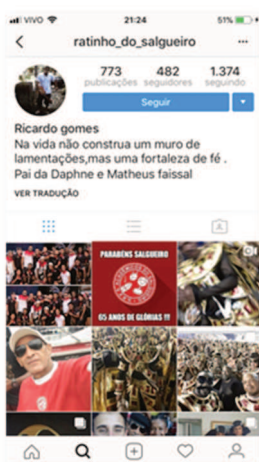 VIVO 21:24 51%
ratinho_do_salgueiro
773 482 1.374
publicações seguidores seguindo
Seguir
Ricardo gomes
Na vida não construa um muro de
lamentações,mas uma fortaleza de fé .
Pai da Daphne e Matheus faissal
VER TRADUÇÃO
PARABÉNS SALGUEIRO
65 ANOS DE GLÓRIAS !!!